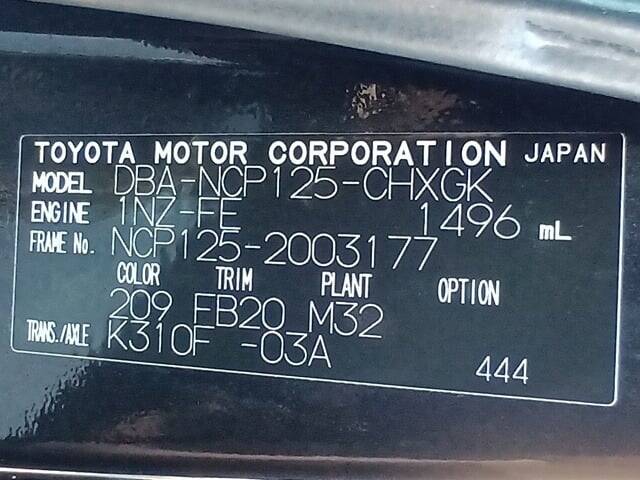 TOYOTA MOTOR CORPORATION JAPAN
MODEL DBA-NCP125-CHXGK
ENGINE 1NZ-FE 1496 mL
FRAME No. NCP125-2003177
COLOR TRIM PLANT OPTION
209 FB20 M32
TRANS./AXLE K310F -03A
444